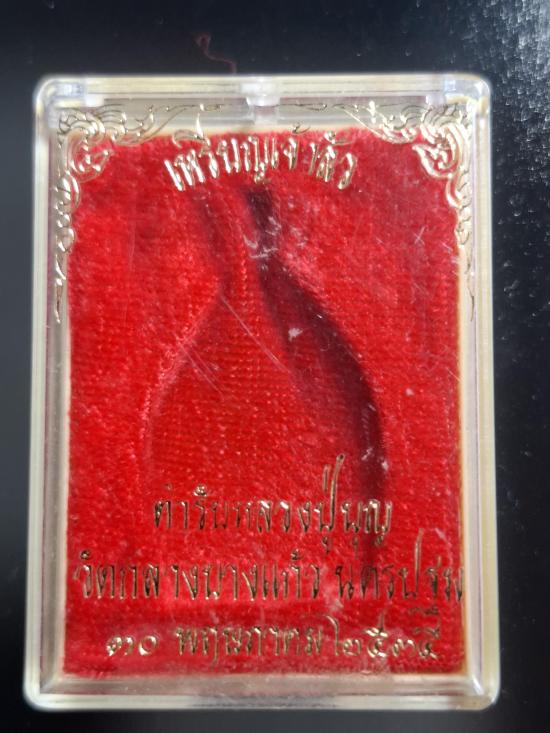 เหรียญเจ้าสัว
ตำรับหลวงปู่บุญ
วัดกลางบางแก้ว นครปฐม
๓๐ พฤษภาคม ๒๕๓๕